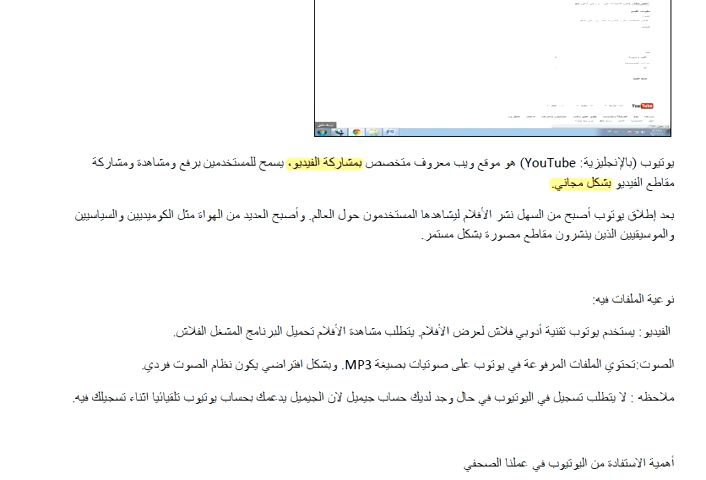 YouTube
يوتيوب (بالإنجليزية: YouTube) هو موقع ويب معروف متخصص بمشاركة الفيديو، يسمح للمستخدمين برفع ومشاهدة ومشاركة
مقاطع الفيديو بشكل مجاني.
بعد إطلاق يوتوب أصبح من السهل نشر الأفلام ليشاهدها المستخدمون حول العالم. وأصبح العديد من الهواة مثل الكوميديين والسياسيين
والموسيقيين الذين ينشرون مقاطع مصورة بشكل مستمر.
نوعية الملفات فيه:
الفيديو: يستخدم يوتوب تقنية أدوبي فلاش لعرض الأفلام. يتطلب مشاهدة الأفلام تحميل البرنامج المشغل الفلاش.
الصوت:تحتوي الملفات المرفوعة في يوتوب على صوتيات بصيغة MP3. وبشكل افتراضي يكون نظام الصوت فردي.
ملاحظه : لا يتطلب تسجيل في اليوتيوب في حال وجد لديك حساب جيميل لان الجيميل يدعمك بحساب يوتيوب تلقيائيا اثناء تسجيلك فيه.
أهمية الاستفادة من اليوتيوب في عملنا الصحفي